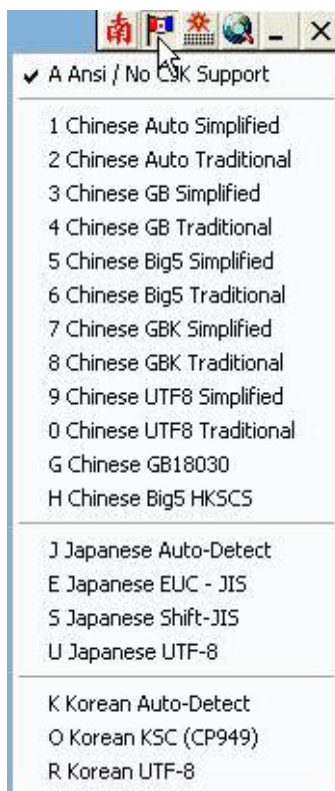 南
✓ A Ansi / No CJK Support
1 Chinese Auto Simplified
2 Chinese Auto Traditional
3 Chinese GB Simplified
4 Chinese GB Traditional
5 Chinese Big5 Simplified
6 Chinese Big5 Traditional
7 Chinese GBK Simplified
8 Chinese GBK Traditional
9 Chinese UTF8 Simplified
0 Chinese UTF8 Traditional
G Chinese GB18030
H Chinese Big5 HKSCS
J Japanese Auto-Detect
E Japanese EUC - JIS
S Japanese Shift-JIS
U Japanese UTF-8
K Korean Auto-Detect
O Korean KSC (CP949)
R Korean UTF-8